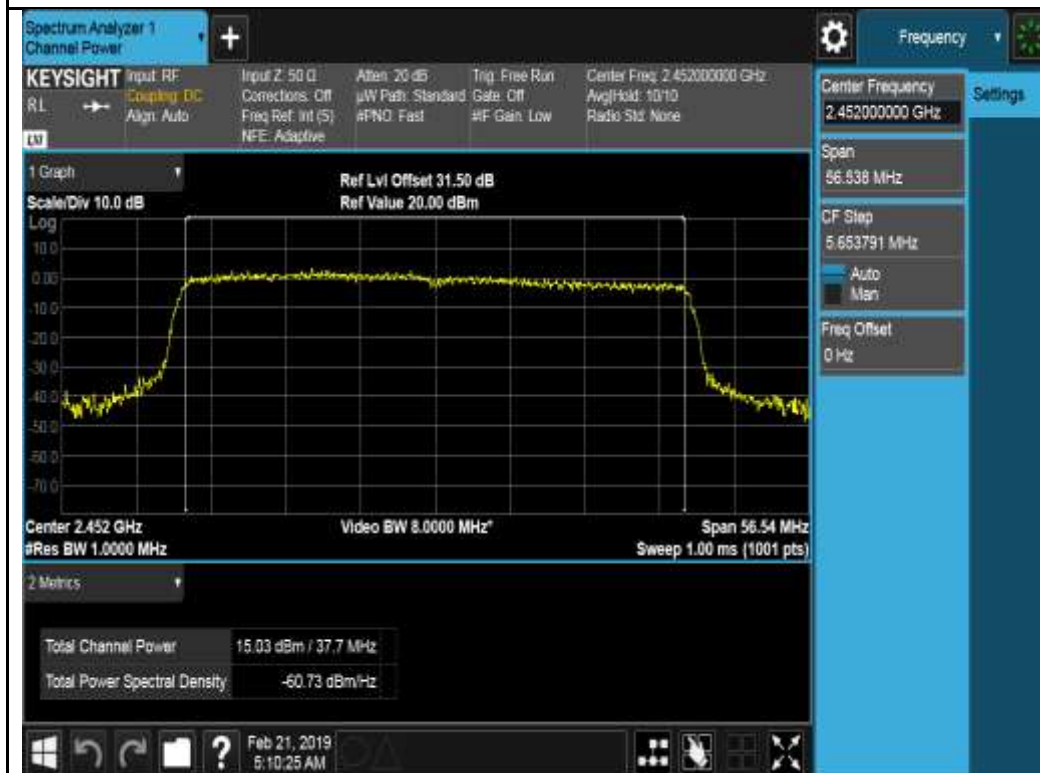 Spectrum Analyzer 1
Channel Power
Frequency
KEYSIGHT
Input: RF
Coupling: DC
Align: Auto
RL
LXI
Input Z: 50 Ω
Corrections: Off
Freq Ref: Int (S)
NFE: Adaptive
Atten: 20 dB
µW Path: Standard
#PNO: Fast
Trig: Free Run
Gate: Off
#IF Gain: Low
Center Freq: 2.452000000 GHz
Avg|Hold: 10/10
Radio Std: None
Center Frequency
2.452000000 GHz
Settings
Span
56.538 MHz
CF Step
5.653791 MHz
Auto
Man
Freq Offset
0 Hz
1 Graph
Scale/Div 10.0 dB
Ref Lvl Offset 31.50 dB
Ref Value 20.00 dBm
Log
10.0
0.00
-10.0
-20.0
-30.0
-40.0
-50.0
-60.0
-70.0
Center 2.452 GHz
#Res BW 1.0000 MHz
Video BW 8.0000 MHz*
Span 56.54 MHz
Sweep 1.00 ms (1001 pts)
2 Metrics
Total Channel Power 15.03 dBm / 37.7 MHz
Total Power Spectral Density -60.73 dBm/Hz
?
Feb 21, 2019
5:10:25 AM